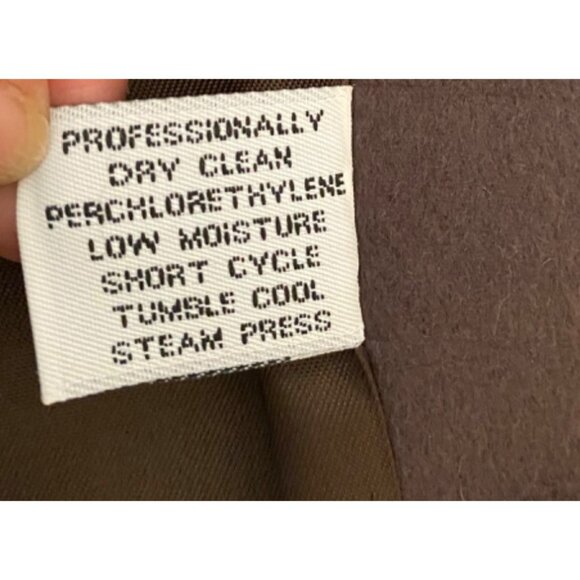 PROFESSIONALLY
DRY CLEAN
PERCHLORETHYLENE
LOW MOISTURE
SHORT CYCLE
TUMBLE COOL
STEAM PRESS